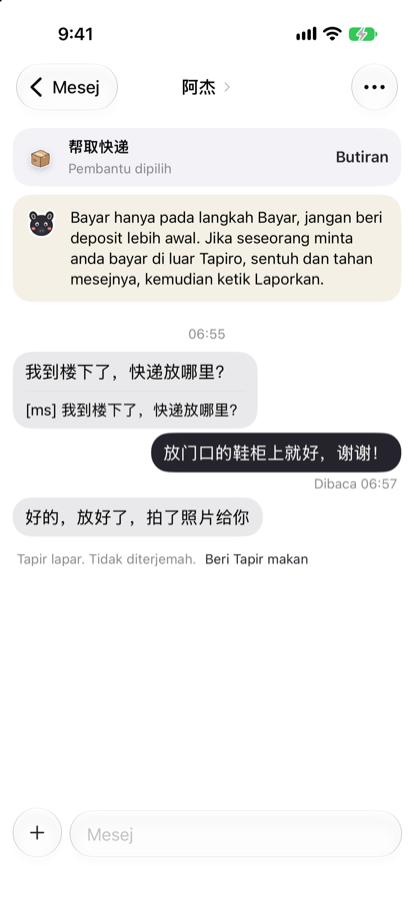 9:41
Mesej
阿杰
帮取快递
Pembantu dipilih
Butiran
Bayar hanya pada langkah Bayar, jangan beri
deposit lebih awal. Jika seseorang minta
anda bayar di luar Tapiro, sentuh dan tahan
mesejnya, kemudian ketik Laporkan.
06:55
我到楼下了，快递放哪里？
[ms] 我到楼下了，快递放哪里？
放门口的鞋柜上就好，谢谢！
Dibaca 06:57
好的，放好了，拍了照片给你
Tapir lapar. Tidak diterjemah. Beri Tapir makan
Mesej